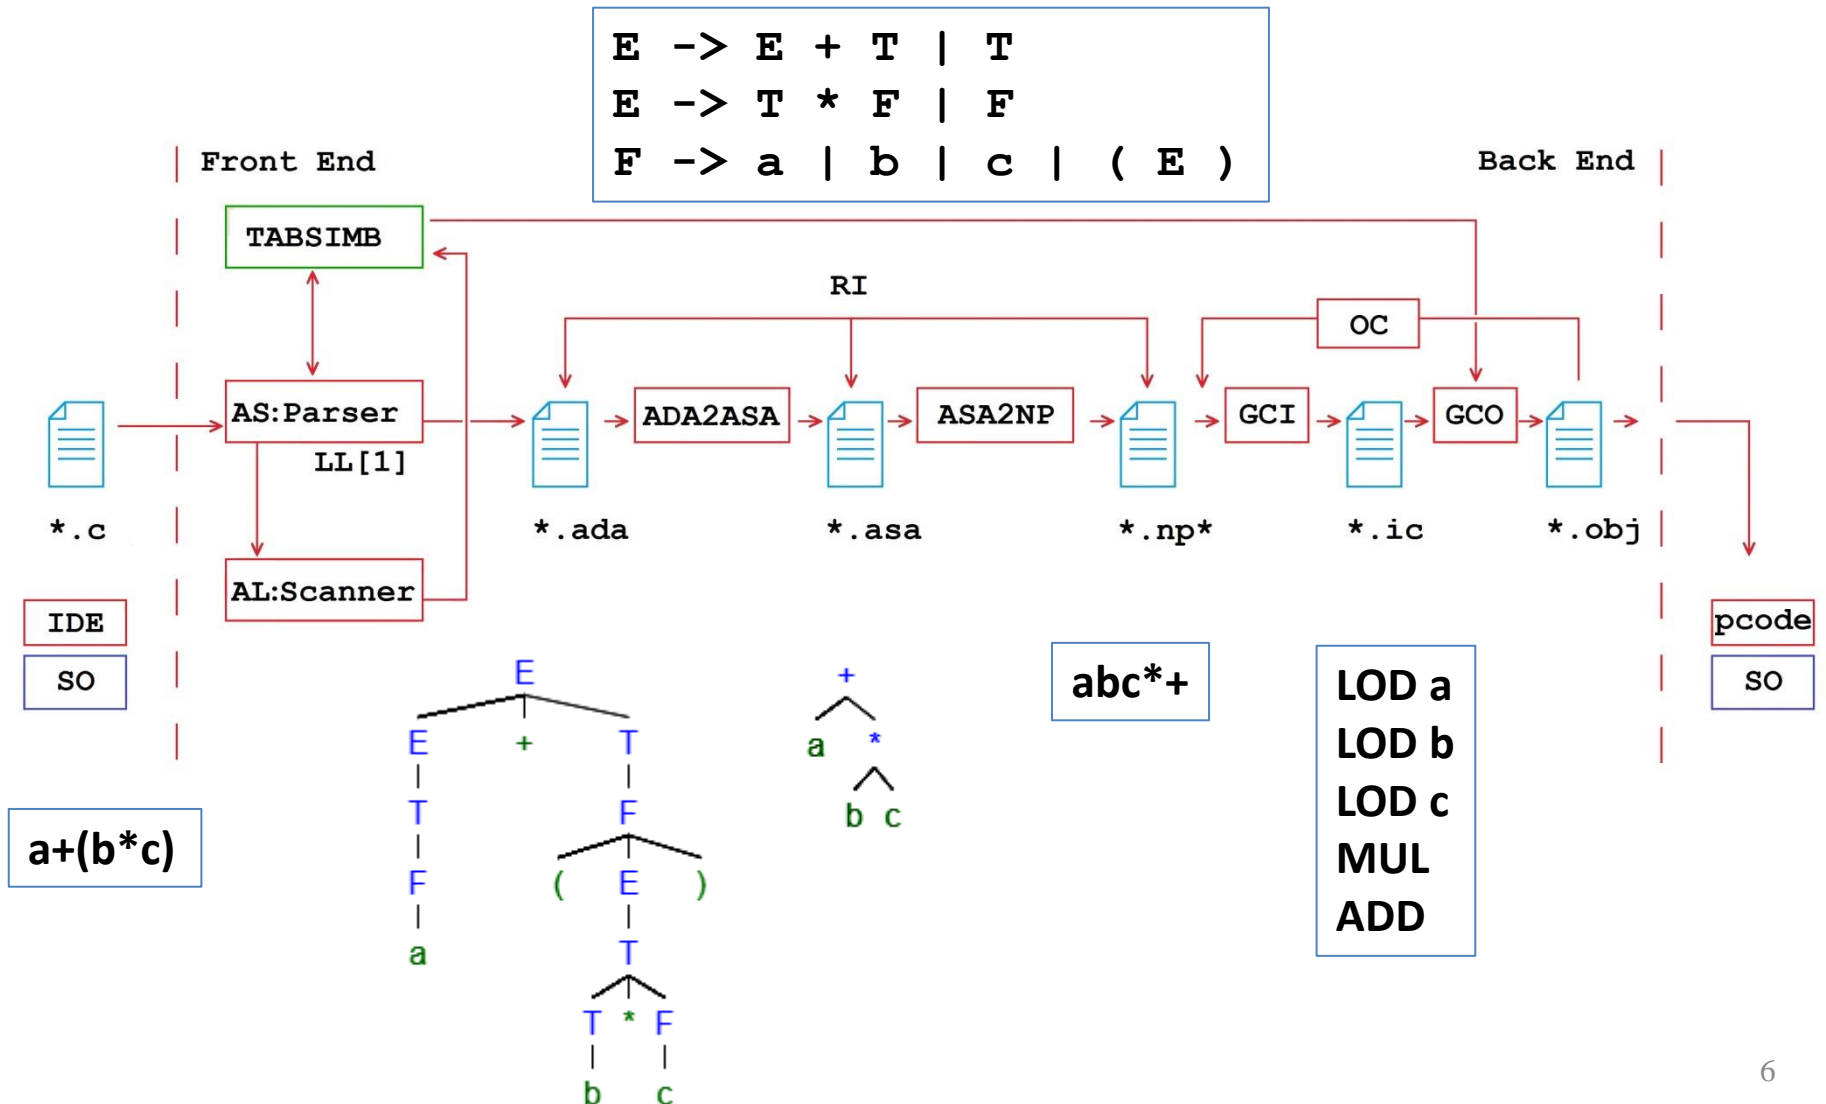 E -> E + T | T
E -> T * F | F
F -> a | b | c | ( E )
Front End
Back End
TABSIMB
RI
OC
AS:Parser
ADA2ASA
ASA2NP
GCI
GCO
LL[1]
*.c
*.ada
*.asa
*.np*
*.ic
*.obj
AL:Scanner
IDE
SO
pcode
SO
a+(b*c)
E
E + T
T F
F ( E )
a T
T * F
b c
+
a *
b c
abc*+
LOD a
LOD b
LOD c
MUL
ADD
6